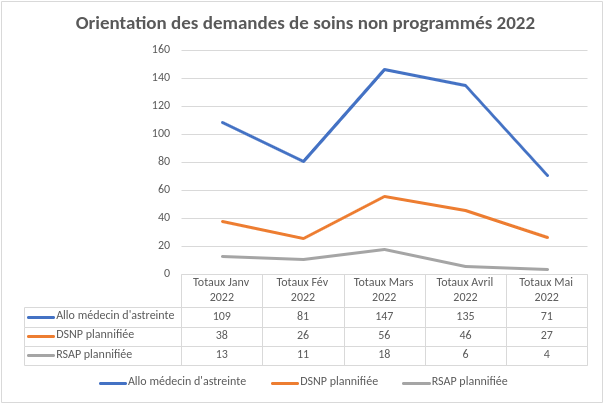 Orientation des demandes de soins non programmés 2022
160
140
120
100
80
60
40
20
0
Totaux Janv 2022 Totaux Fév 2022 Totaux Mars 2022 Totaux Avril 2022 Totaux Mai 2022
Allo médecin d'astreinte 109 81 147 135 71
DSNP plannifiée 38 26 56 46 27
RSAP plannifiée 13 11 18 6 4
Allo médecin d'astreinte DSNP plannifiée RSAP plannifiée